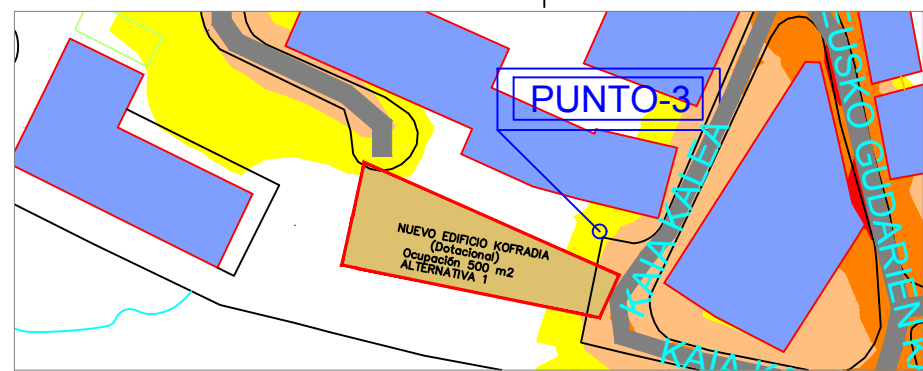 PUNTO-3
EUSKO GUDARIEN K
KAIA KALEA
NUEVO EDIFICIO KOFRADIA
(Dotacional)
Ocupación 500 m2
ALTERNATIVA 1
KAIA KA